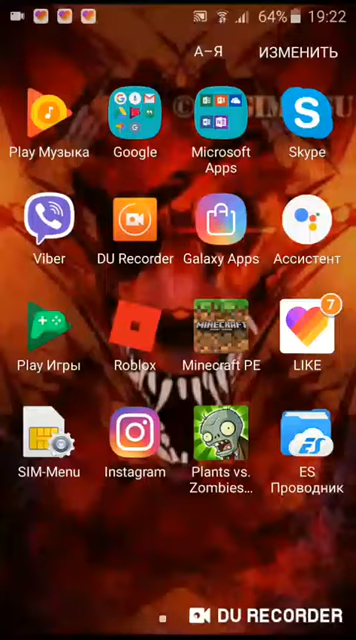 64% 19:22
А–Я ИЗМЕНИТЬ
Play Музыка Google Microsoft Apps Skype
Viber DU Recorder Galaxy Apps Ассистент
MINECRAFT
7
Play Игры Roblox Minecraft PE LIKE
SIM-Menu Instagram Plants vs. Zombies... ES Проводник
DU RECORDER